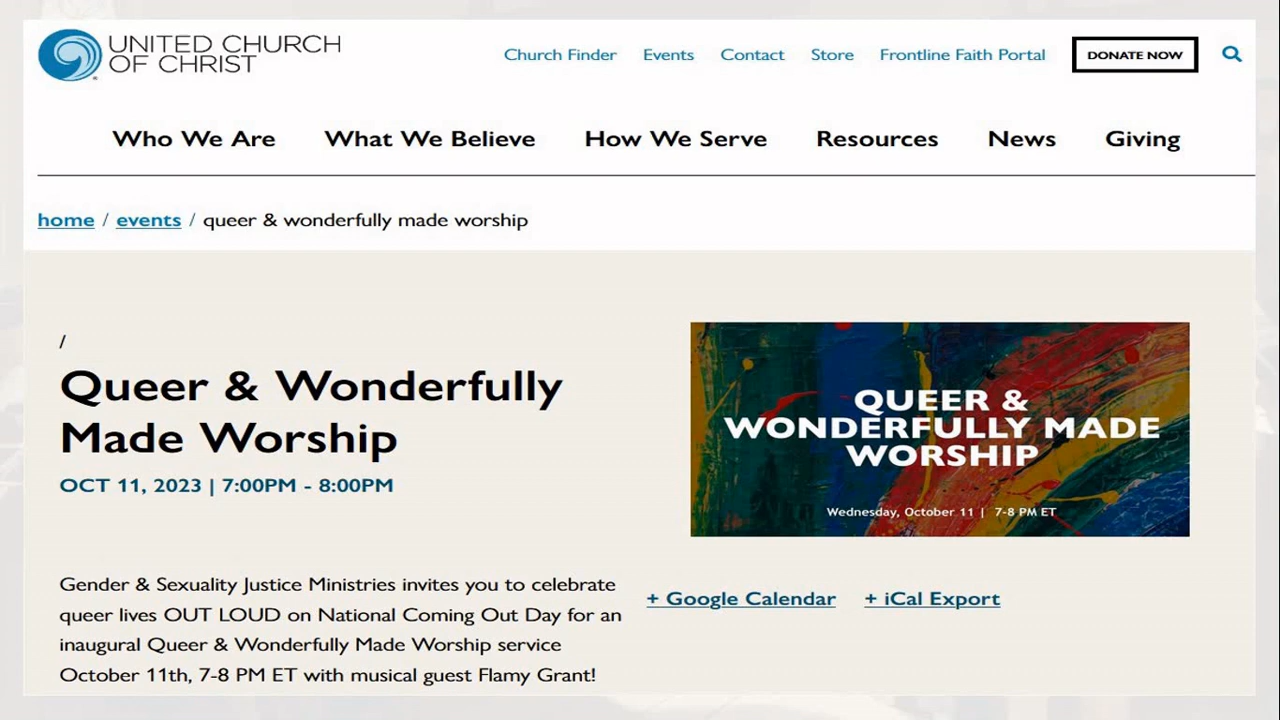 UNITED CHURCH
OF CHRIST
Church Finder Events Contact Store Frontline Faith Portal DONATE NOW
Who We Are What We Believe How We Serve Resources News Giving
home / events / queer & wonderfully made worship
/
Queer & Wonderfully
Made Worship
OCT 11, 2023 | 7:00PM - 8:00PM
QUEER &
WONDERFULLY MADE
WORSHIP
Wednesday, October 11 | 7-8 PM ET
Gender & Sexuality Justice Ministries invites you to celebrate
queer lives OUT LOUD on National Coming Out Day for an
inaugural Queer & Wonderfully Made Worship service
October 11th, 7-8 PM ET with musical guest Flamy Grant!
+ Google Calendar + iCal Export